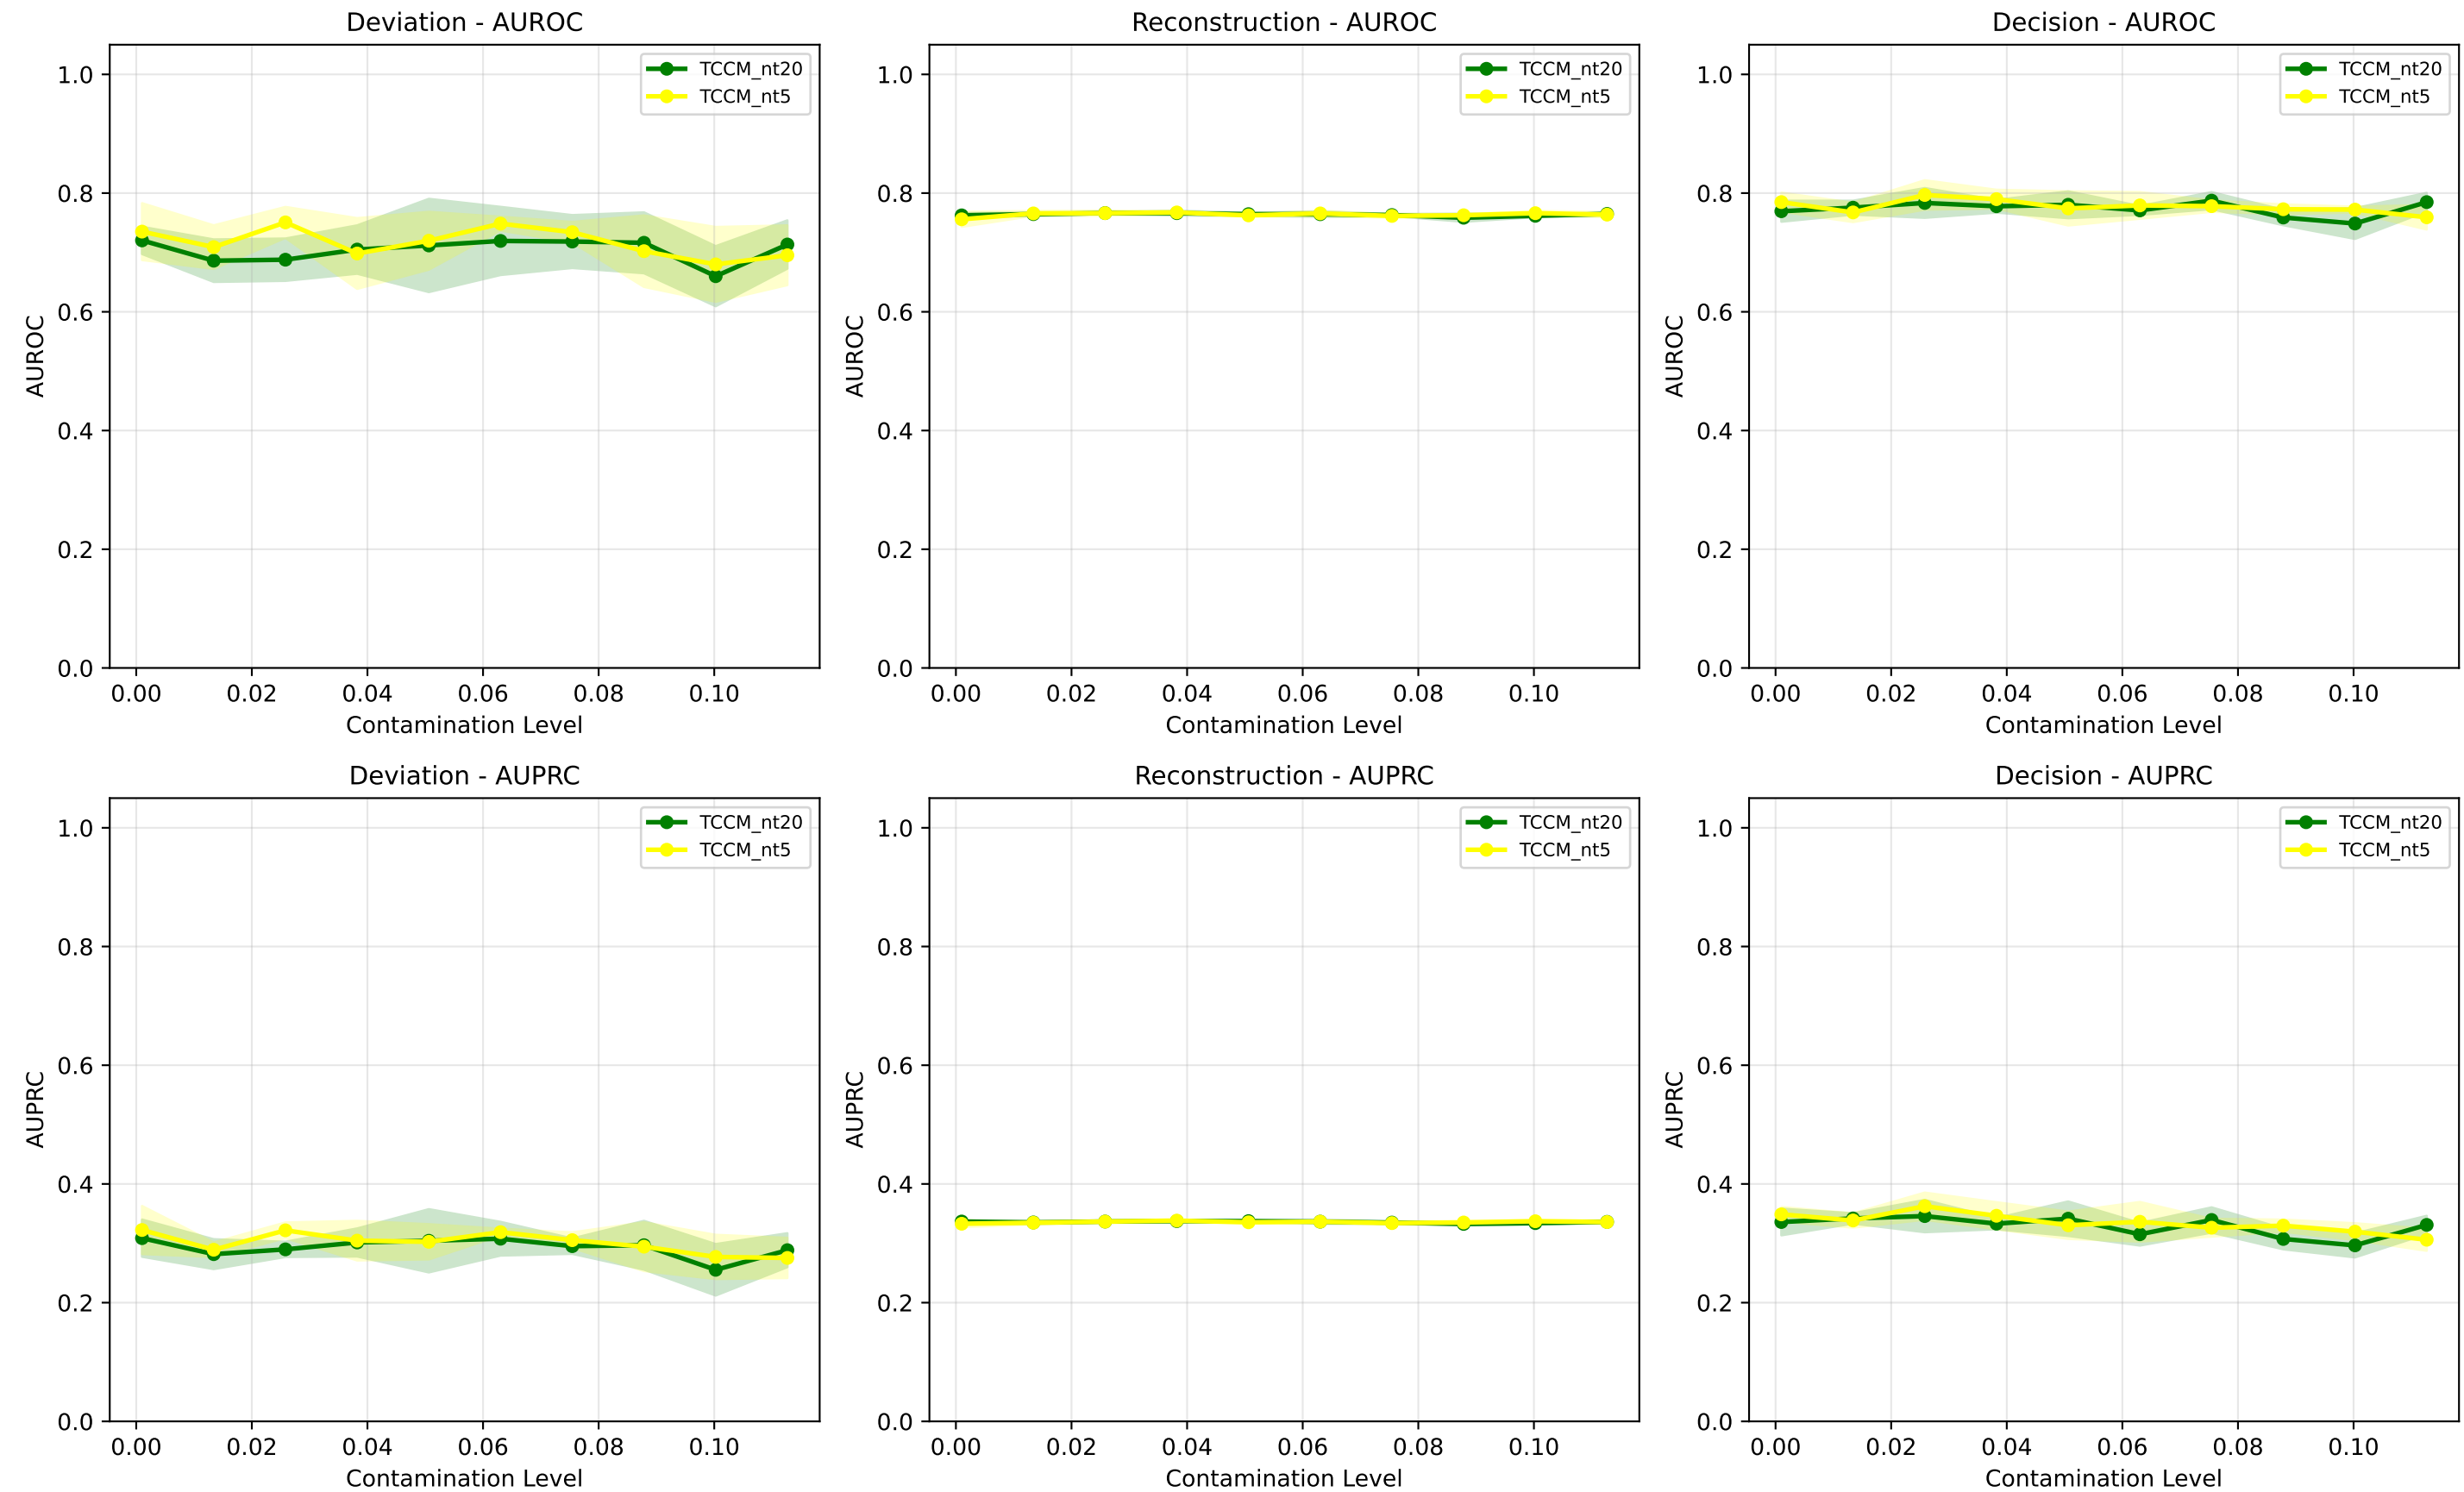 Deviation - AUROC
1.0
0.8
0.6
0.4
0.2
0.0
AUROC
TCCM_nt20
TCCM_nt5
0.00 0.02 0.04 0.06 0.08 0.10
Contamination Level
Reconstruction - AUROC
1.0
0.8
0.6
0.4
0.2
0.0
AUROC
TCCM_nt20
TCCM_nt5
0.00 0.02 0.04 0.06 0.08 0.10
Contamination Level
Decision - AUROC
1.0
0.8
0.6
0.4
0.2
0.0
AUROC
TCCM_nt20
TCCM_nt5
0.00 0.02 0.04 0.06 0.08 0.10
Contamination Level
Deviation - AUPRC
1.0
0.8
0.6
0.4
0.2
0.0
AUPRC
TCCM_nt20
TCCM_nt5
0.00 0.02 0.04 0.06 0.08 0.10
Contamination Level
Reconstruction - AUPRC
1.0
0.8
0.6
0.4
0.2
0.0
AUPRC
TCCM_nt20
TCCM_nt5
0.00 0.02 0.04 0.06 0.08 0.10
Contamination Level
Decision - AUPRC
1.0
0.8
0.6
0.4
0.2
0.0
AUPRC
TCCM_nt20
TCCM_nt5
0.00 0.02 0.04 0.06 0.08 0.10
Contamination Level